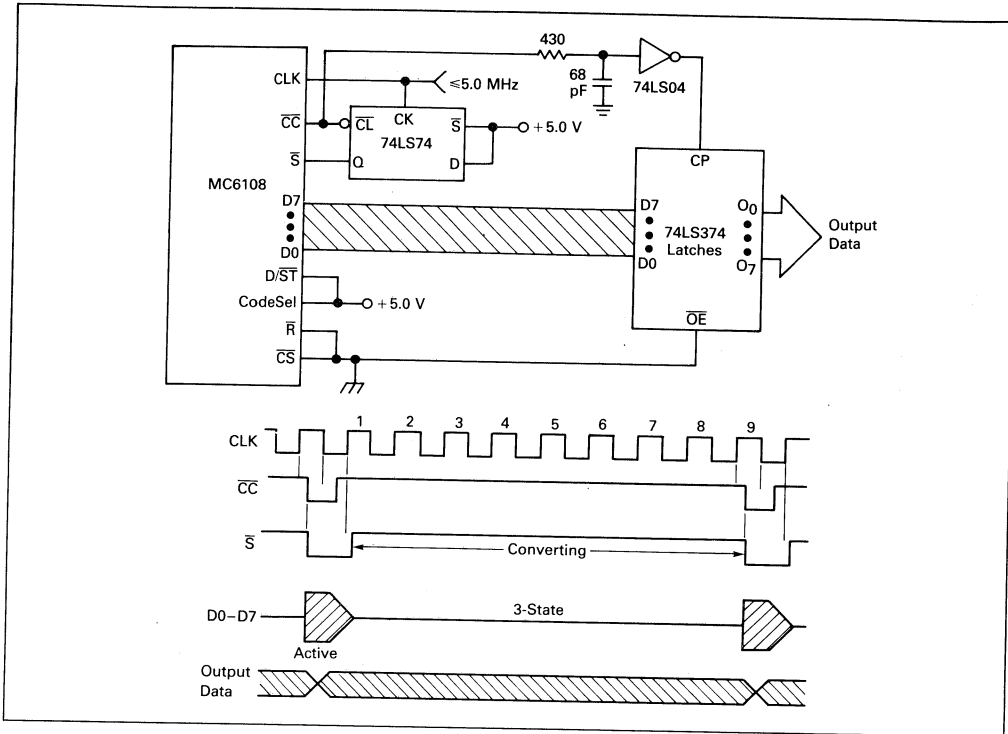 430
CLK
≤5.0 MHz
68
pF
74LS04
CC
CL
CK
S
+5.0 V
74LS74
S
Q
D
CP
MC6108
D7
D7
O0
74LS374
Latches
Output
Data
D0
D0
O7
D/ST
CodeSel
+5.0 V
OE
R
CS
1 2 3 4 5 6 7 8 9
CLK
CC
S
Converting
D0–D7
3-State
Active
Output
Data